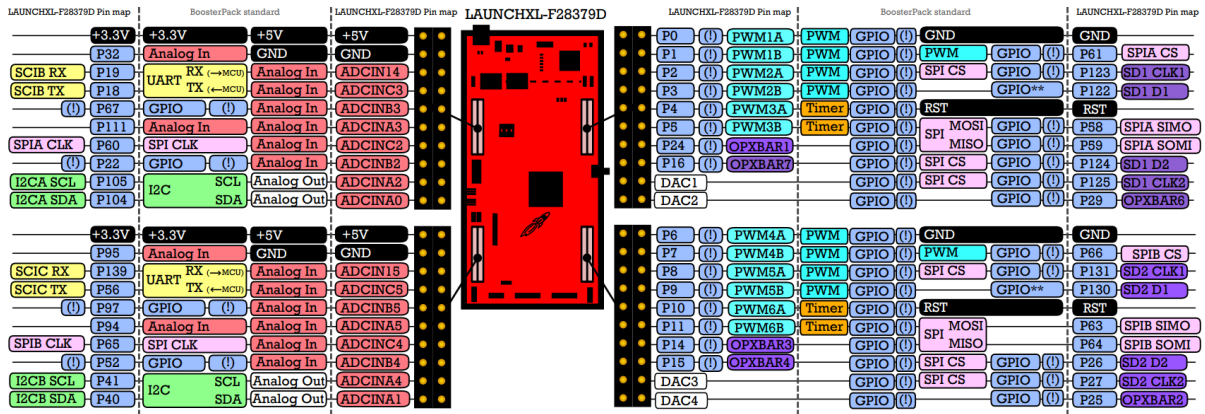 LAUNCHXL-F28379D Pin map BoosterPack standard LAUNCHXL-F28379D Pin map LAUNCHXL-F28379D LAUNCHXL-F28379D Pin map BoosterPack standard LAUNCHXL-F28379D Pin map
+3.3V +3.3V +5V +5V P0 (!) PWM1A PWM GPIO (!) GND GND
P32 Analog In GND GND P1 (!) PWM1B PWM GPIO (!) PWM GPIO (!) P61 SPIA CS
SCIB RX P19 UART RX (→MCU) Analog In ADCIN14 P2 (!) PWM2A PWM GPIO (!) SPI CS GPIO (!) P123 SD1 CLK1
SCIB TX P18 TX (←MCU) Analog In ADCINC3 P3 (!) PWM2B PWM GPIO (!) GPIO** P122 SD1 D1
(!) P67 GPIO (!) Analog In ADCINB3 P4 (!) PWM3A Timer GPIO (!) RST RST
P111 Analog In Analog In ADCINA3 P5 (!) PWM3B Timer GPIO (!) SPI MOSI GPIO (!) P58 SPIA SIMO
SPIA CLK P60 SPI CLK Analog In ADCINC2 P24 (!) OPXBAR1 GPIO (!) MISO GPIO (!) P59 SPIA SOMI
(!) P22 GPIO (!) Analog In ADCINB2 P16 (!) OPXBAR7 GPIO (!) SPI CS GPIO (!) P124 SD1 D2
I2CA SCL P105 I2C SCL Analog Out ADCINA2 DAC1 GPIO (!) SPI CS GPIO (!) P125 SD1 CLK2
I2CA SDA P104 SDA Analog Out ADCINA0 DAC2 GPIO (!) GPIO (!) P29 OPXBAR6
+3.3V +3.3V +5V +5V P6 (!) PWM4A PWM GPIO (!) GND GND
P95 Analog In GND GND P7 (!) PWM4B PWM GPIO (!) PWM GPIO (!) P66 SPIB CS
SCIC RX P139 UART RX (→MCU) Analog In ADCIN15 P8 (!) PWM5A PWM GPIO (!) SPI CS GPIO (!) P131 SD2 CLK1
SCIC TX P56 TX (←MCU) Analog In ADCINC5 P9 (!) PWM5B PWM GPIO (!) GPIO** P130 SD2 D1
(!) P97 GPIO (!) Analog In ADCINB5 P10 (!) PWM6A Timer GPIO (!) RST RST
P94 Analog In Analog In ADCINA5 P11 (!) PWM6B Timer GPIO (!) SPI MOSI GPIO (!) P63 SPIB SIMO
SPIB CLK P65 SPI CLK Analog In ADCINC4 P14 (!) OPXBAR3 GPIO (!) MISO GPIO (!) P64 SPIB SOMI
(!) P52 GPIO (!) Analog In ADCINB4 P15 (!) OPXBAR4 GPIO (!) SPI CS GPIO (!) P26 SD2 D2
I2CB SCL P41 I2C SCL Analog Out ADCINA4 DAC3 GPIO (!) SPI CS GPIO (!) P27 SD2 CLK2
I2CB SDA P40 SDA Analog Out ADCINA1 DAC4 GPIO (!) GPIO (!) P25 OPXBAR2